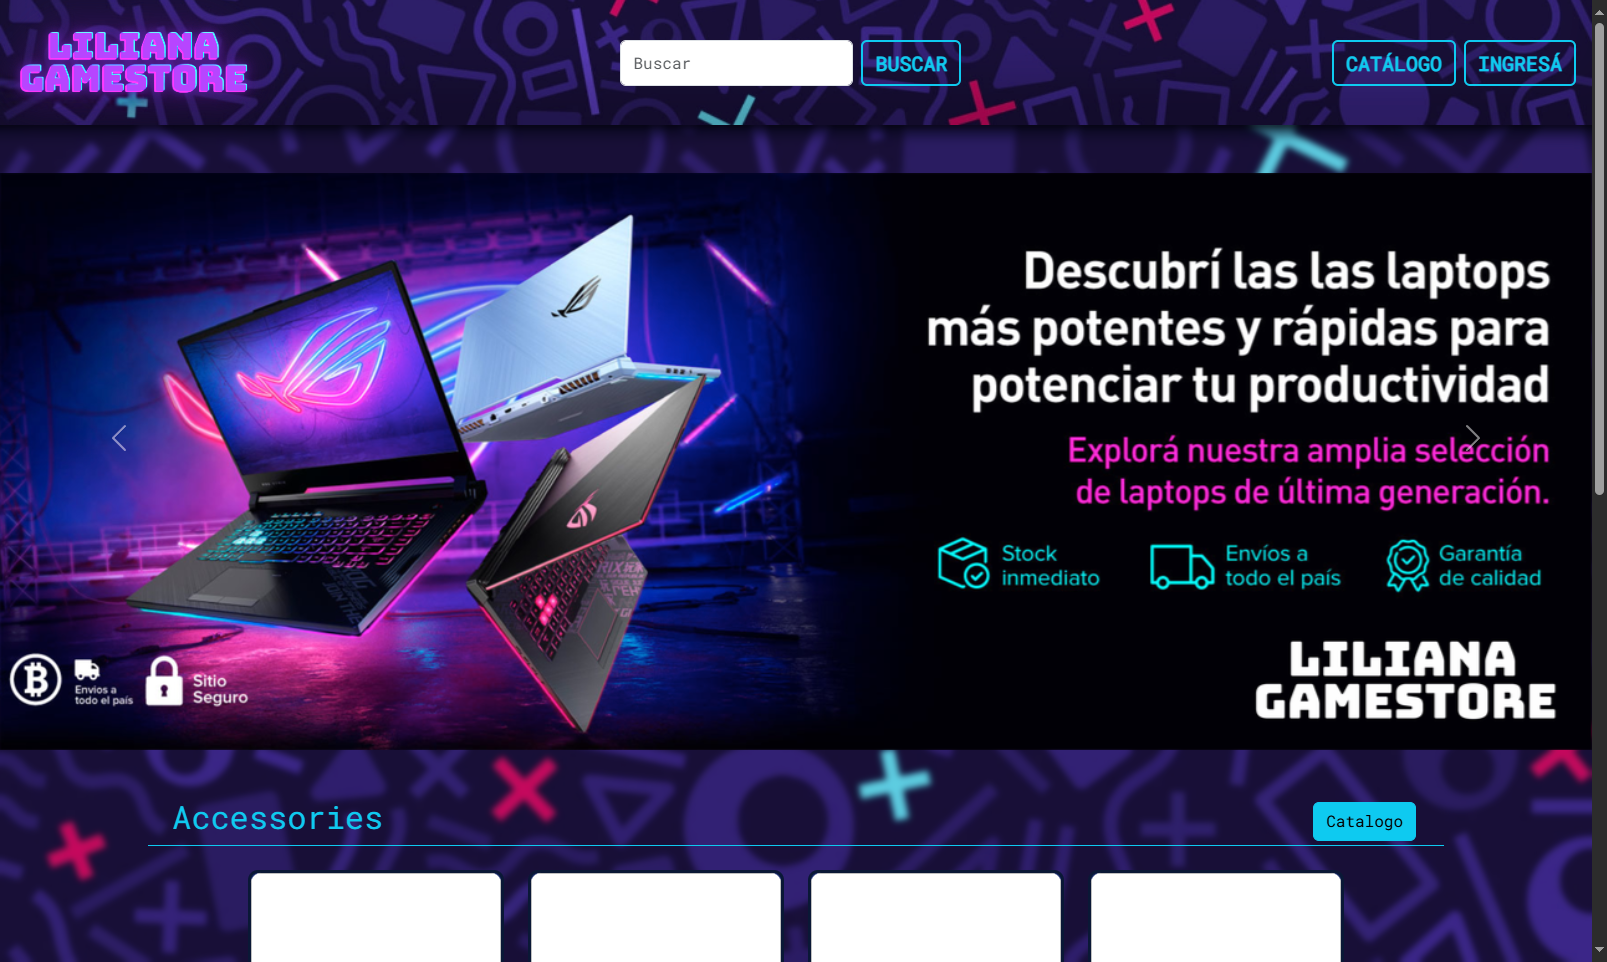 LILIANA
GAMESTORE
Buscar
BUSCAR
CATÁLOGO
INGRESÁ
Descubrí las las laptops
más potentes y rápidas para
potenciar tu productividad
Explorá nuestra amplia selección
de laptops de última generación.
Stock
inmediato
Envíos a
todo el país
Garantía
de calidad
Envios a
todo el país
Sitio
Seguro
LILIANA
GAMESTORE
Accessories
Catalogo